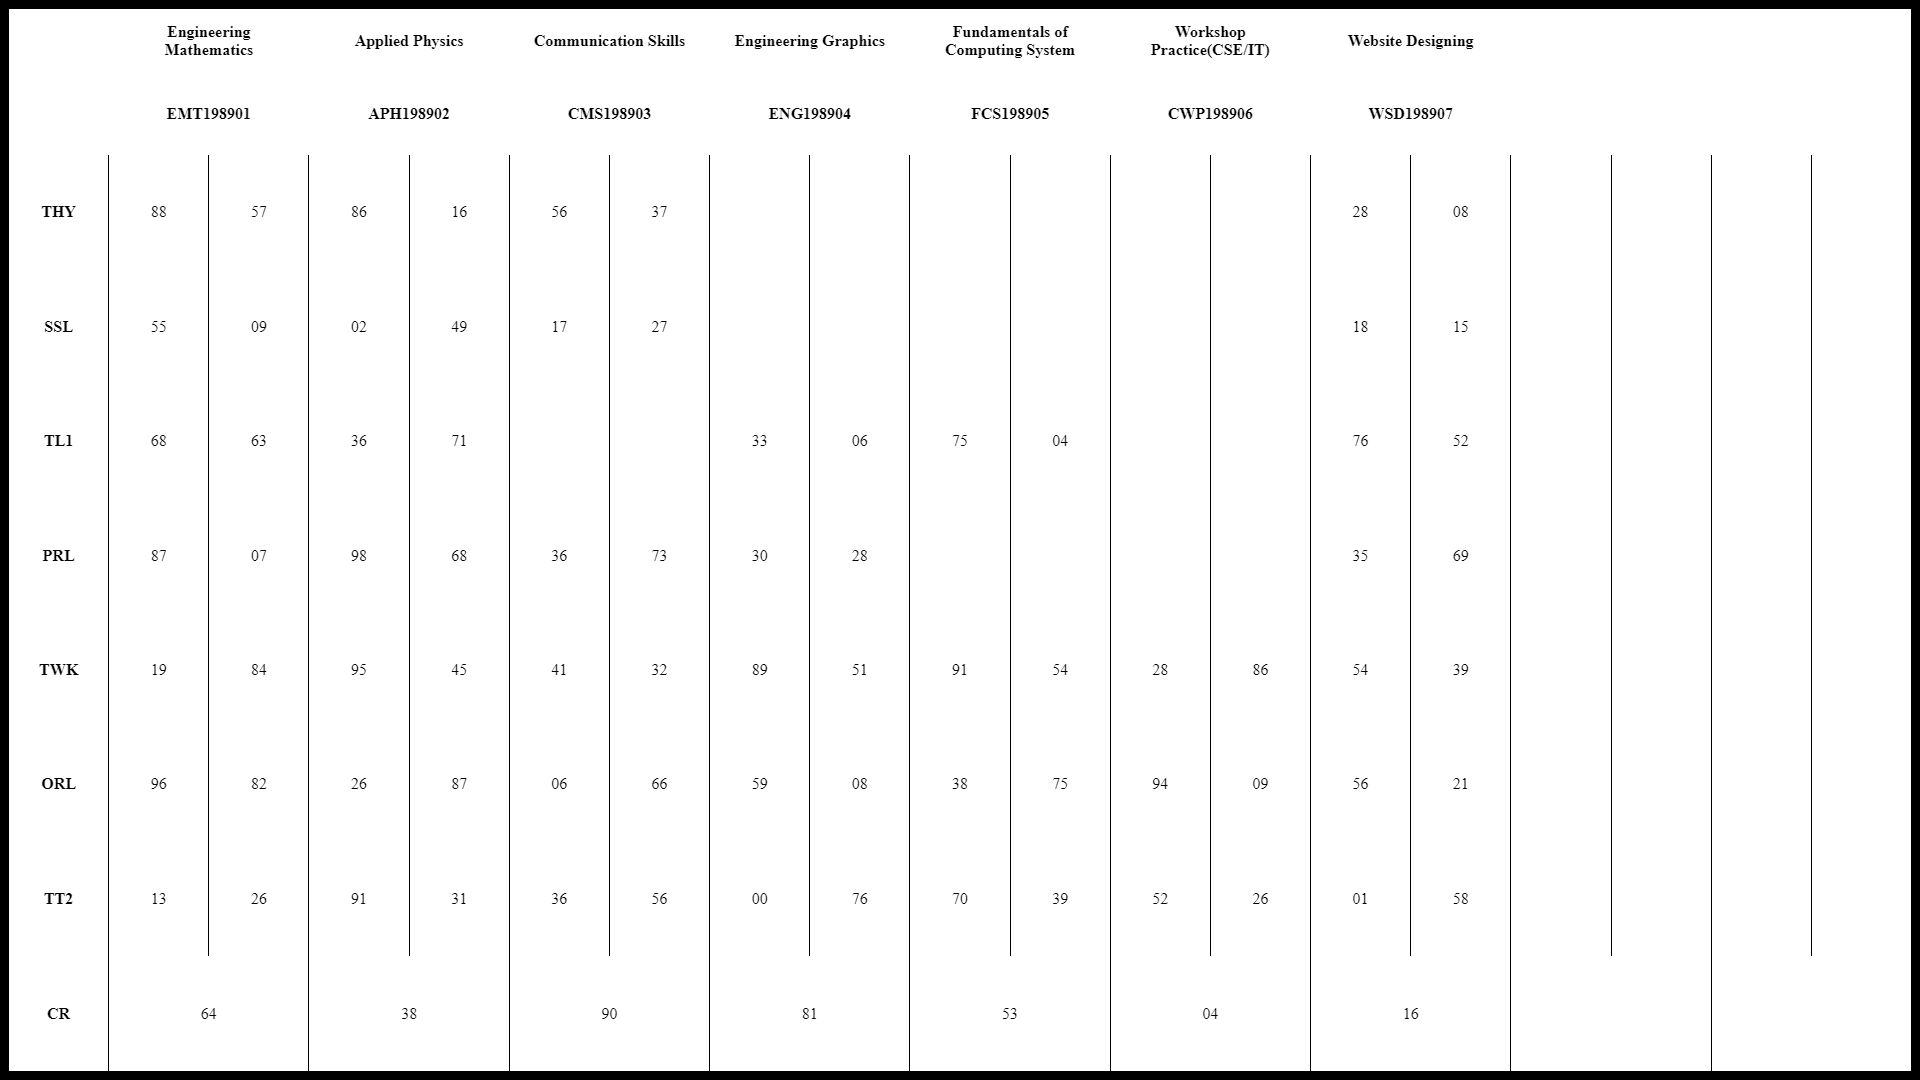 Engineering Mathematics Applied Physics Communication Skills Engineering Graphics Fundamentals of Computing System Workshop Practice(CSE/IT) Website Designing
EMT198901 APH198902 CMS198903 ENG198904 FCS198905 CWP198906 WSD198907
THY 88 57 86 16 56 37 28 08
SSL 55 09 02 49 17 27 18 15
TL1 68 63 36 71 33 06 75 04 76 52
PRL 87 07 98 68 36 73 30 28 35 69
TWK 19 84 95 45 41 32 89 51 91 54 28 86 54 39
ORL 96 82 26 87 06 66 59 08 38 75 94 09 56 21
TT2 13 26 91 31 36 56 00 76 70 39 52 26 01 58
CR 64 38 90 81 53 04 16